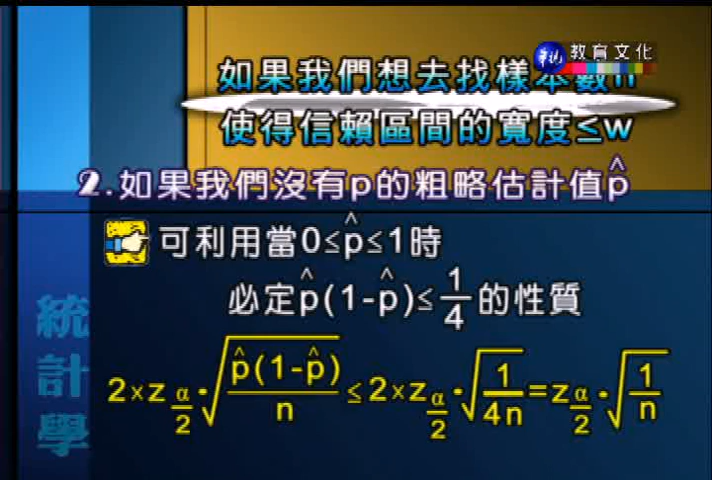 華視 教育文化
如果我們想去找樣本數n
使得信賴區間的寬度≤w
2.如果我們沒有p的粗略估計值p̂
可利用當0≤p̂≤1時
必定p̂(1-p̂)≤1/4的性質
2×z_{α/2}·√(p̂(1-p̂)/n)≤2×z_{α/2}·√(1/4n)=z_{α/2}·√(1/n)
統計學